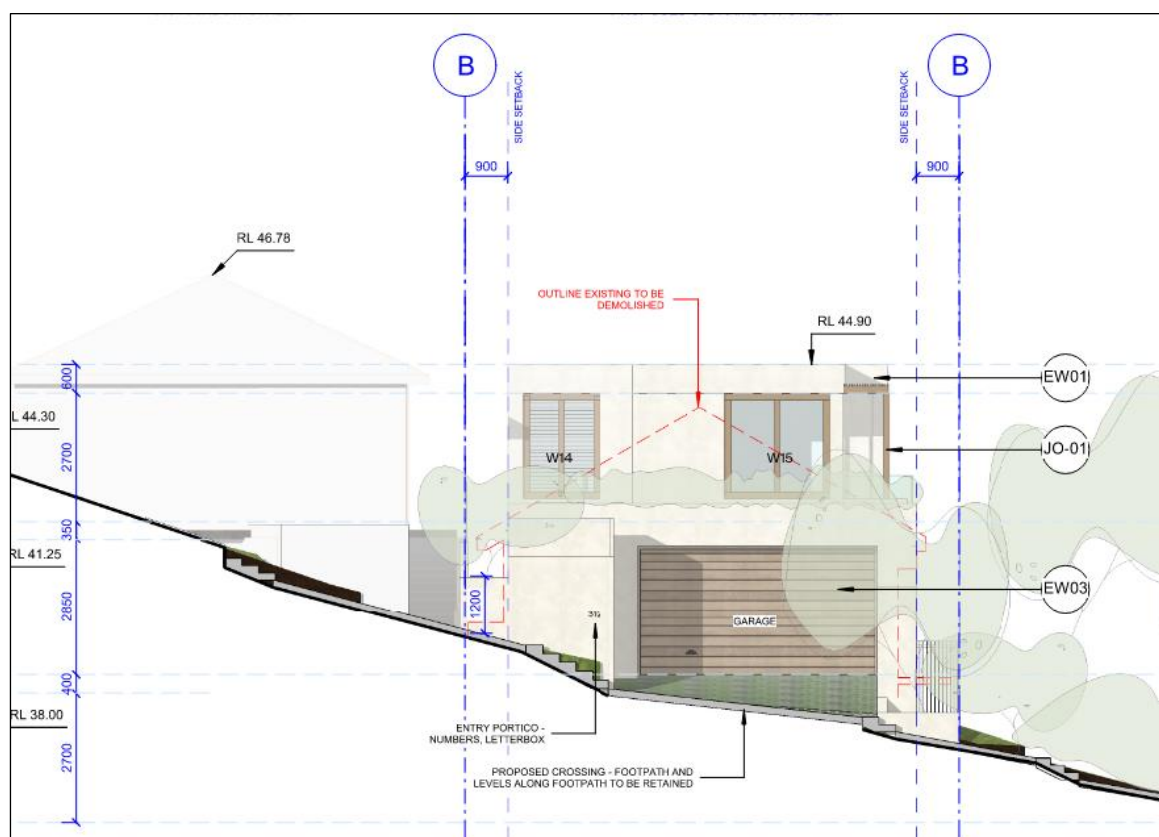 B
B
SIDE SETBACK
SIDE SETBACK
900
900
RL 46.78
OUTLINE EXISTING TO BE
DEMOLISHED
RL 44.90
600
EW01
L 44.30
2700
W14
W15
JO-01
350
RL 41.25
2850
1200
EW03
31½
GARAGE
400
RL 38.00
ENTRY PORTICO -
NUMBERS, LETTERBOX
2700
PROPOSED CROSSING - FOOTPATH AND
LEVELS ALONG FOOTPATH TO BE RETAINED